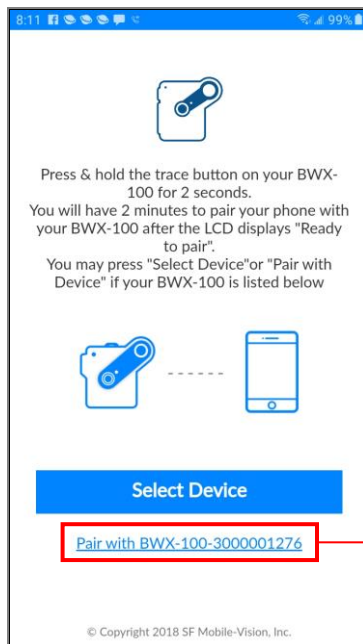 8:11 99%
Press & hold the trace button on your BWX-
100 for 2 seconds.
You will have 2 minutes to pair your phone with
your BWX-100 after the LCD displays "Ready
to pair".
You may press "Select Device"or "Pair with
Device" if your BWX-100 is listed below
Select Device
Pair with BWX-100-3000001276
© Copyright 2018 SF Mobile-Vision, Inc.